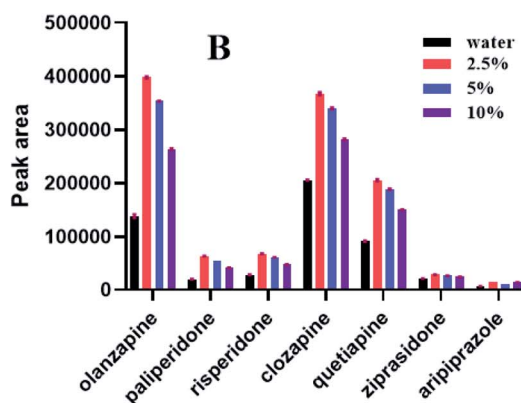 B
water
2.5%
5%
10%
Peak area
500000
400000
300000
200000
100000
0
olanzapine
paliperidone
risperidone
clozapine
quetiapine
ziprasidone
aripiprazole